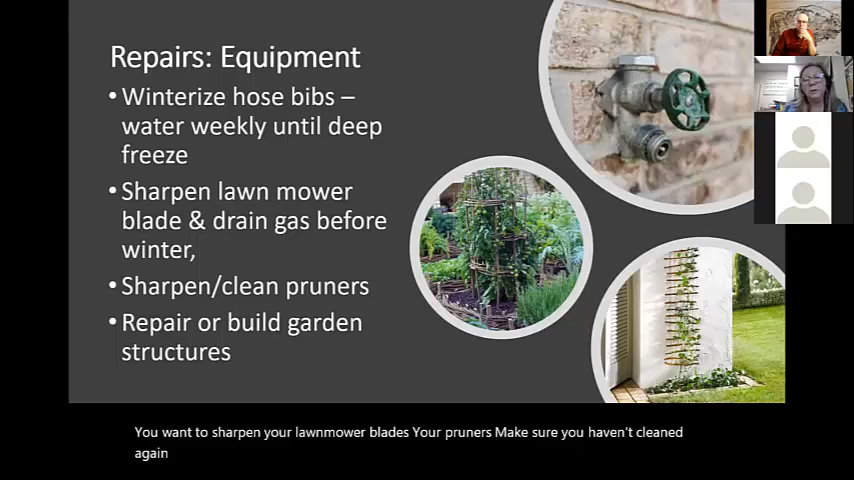 Repairs: Equipment
• Winterize hose bibs –
water weekly until deep
freeze
• Sharpen lawn mower
blade & drain gas before
winter,
• Sharpen/clean pruners
• Repair or build garden
structures
You want to sharpen your lawnmower blades Your pruners Make sure you haven't cleaned
again